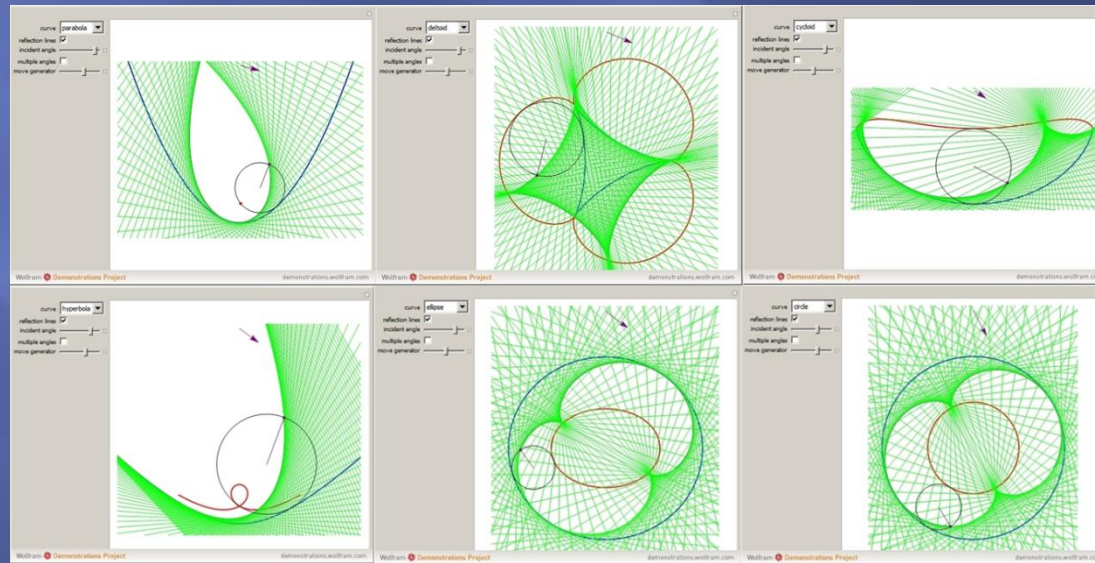 curve parabola
reflection lines
incident angle
multiple angles
move generator
Wolfram Demonstrations Project demonstrations.wolfram.com
curve deltoid
reflection lines
incident angle
multiple angles
move generator
Wolfram Demonstrations Project demonstrations.wolfram.com
curve cycloid
reflection lines
incident angle
multiple angles
move generator
Wolfram Demonstrations Project demonstrations.wolfram.com
curve hyperbola
reflection lines
incident angle
multiple angles
move generator
Wolfram Demonstrations Project demonstrations.wolfram.com
curve ellipse
reflection lines
incident angle
multiple angles
move generator
Wolfram Demonstrations Project demonstrations.wolfram.com
curve circle
reflection lines
incident angle
multiple angles
move generator
Wolfram Demonstrations Project demonstrations.wolfram.com